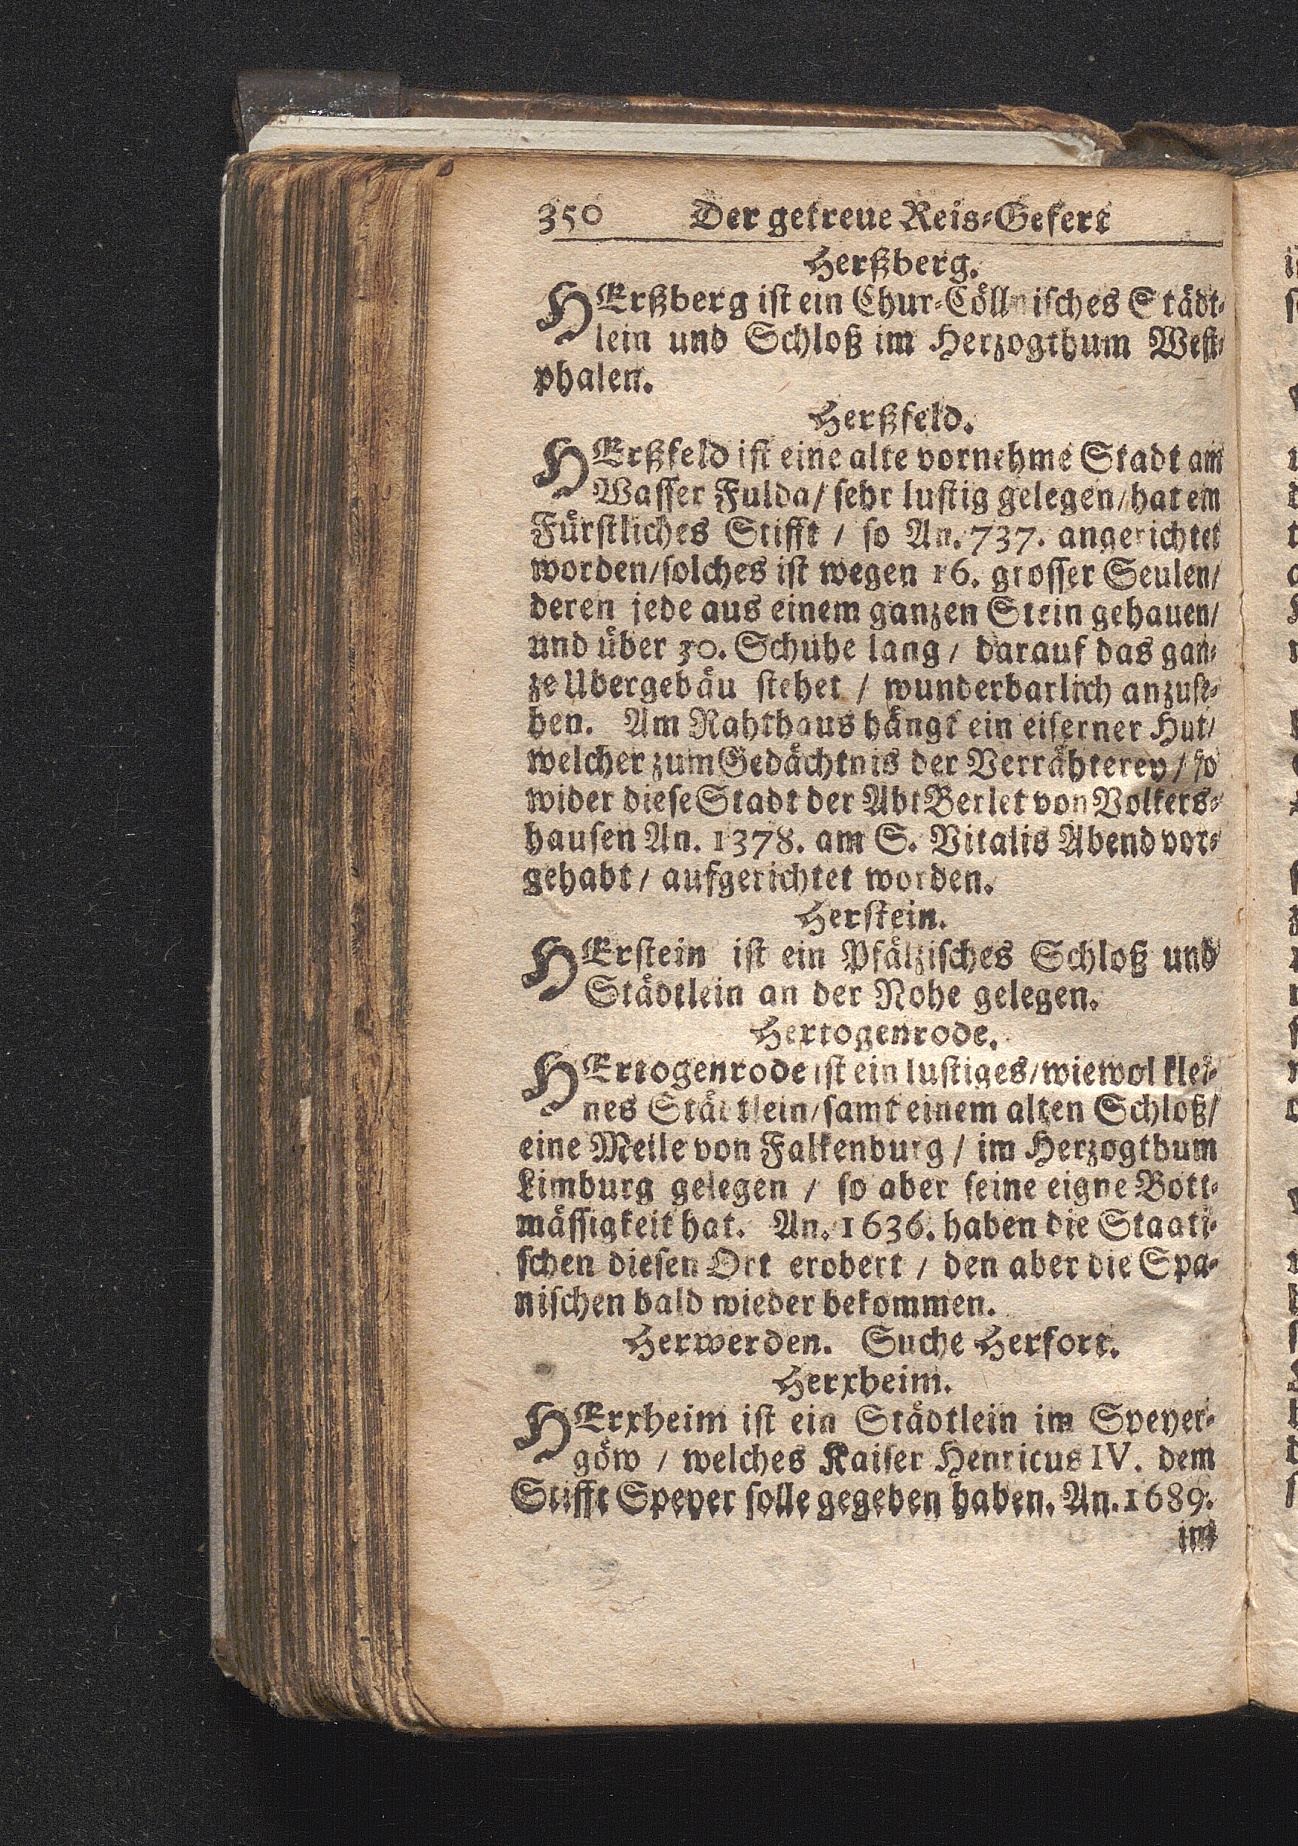 350 Der getreue Reis-Gefert
Herßberg.
HErßberg ist ein Chur-Cöllnisches Städt-
lein und Schloß im Herzogthum West-
phalen.
Herßfeld.
HErßfeld ist eine alte vornehme Stadt am
Wasser Fulda/ sehr lustig gelegen/ hat ein
Fürstliches Stifft / so An. 737. angerichtet
worden/solches ist wegen 16. grosser Seulen/
deren jede aus einem ganzen Stein gehauen/
und über 30. Schuhe lang / darauf das gan-
ze Ubergebäu stehet / wunderbarlich anzuse-
hen. Am Rahthaus hängt ein eiserner Hut/
welcher zum Gedächtnis der Verrähterey / so
wider diese Stadt der Abt Berlet von Volkers-
hausen An. 1378. am S. Vitalis Abend vor-
gehabt / aufgerichtet worden.
Herstein.
HErstein ist ein Pfälzisches Schloß und
Städtlein an der Nohe gelegen.
Hertogenrode.
HErtogenrode ist ein lustiges/wiewol klei-
nes Städtlein/samt einem alten Schloß/
eine Meile von Falkenburg / im Herzogthum
Limburg gelegen / so aber seine eigne Bott-
mässigkeit hat. An. 1636. haben die Staati-
schen diesen Ort erobert / den aber die Spa-
nischen bald wieder bekommen.
Herwerden. Suche Herfort.
Herxheim.
HErxheim ist ein Städtlein im Speyer-
göw / welches Kaiser Henricus IV. dem
Stifft Speyer solle gegeben haben. An. 1689.
im